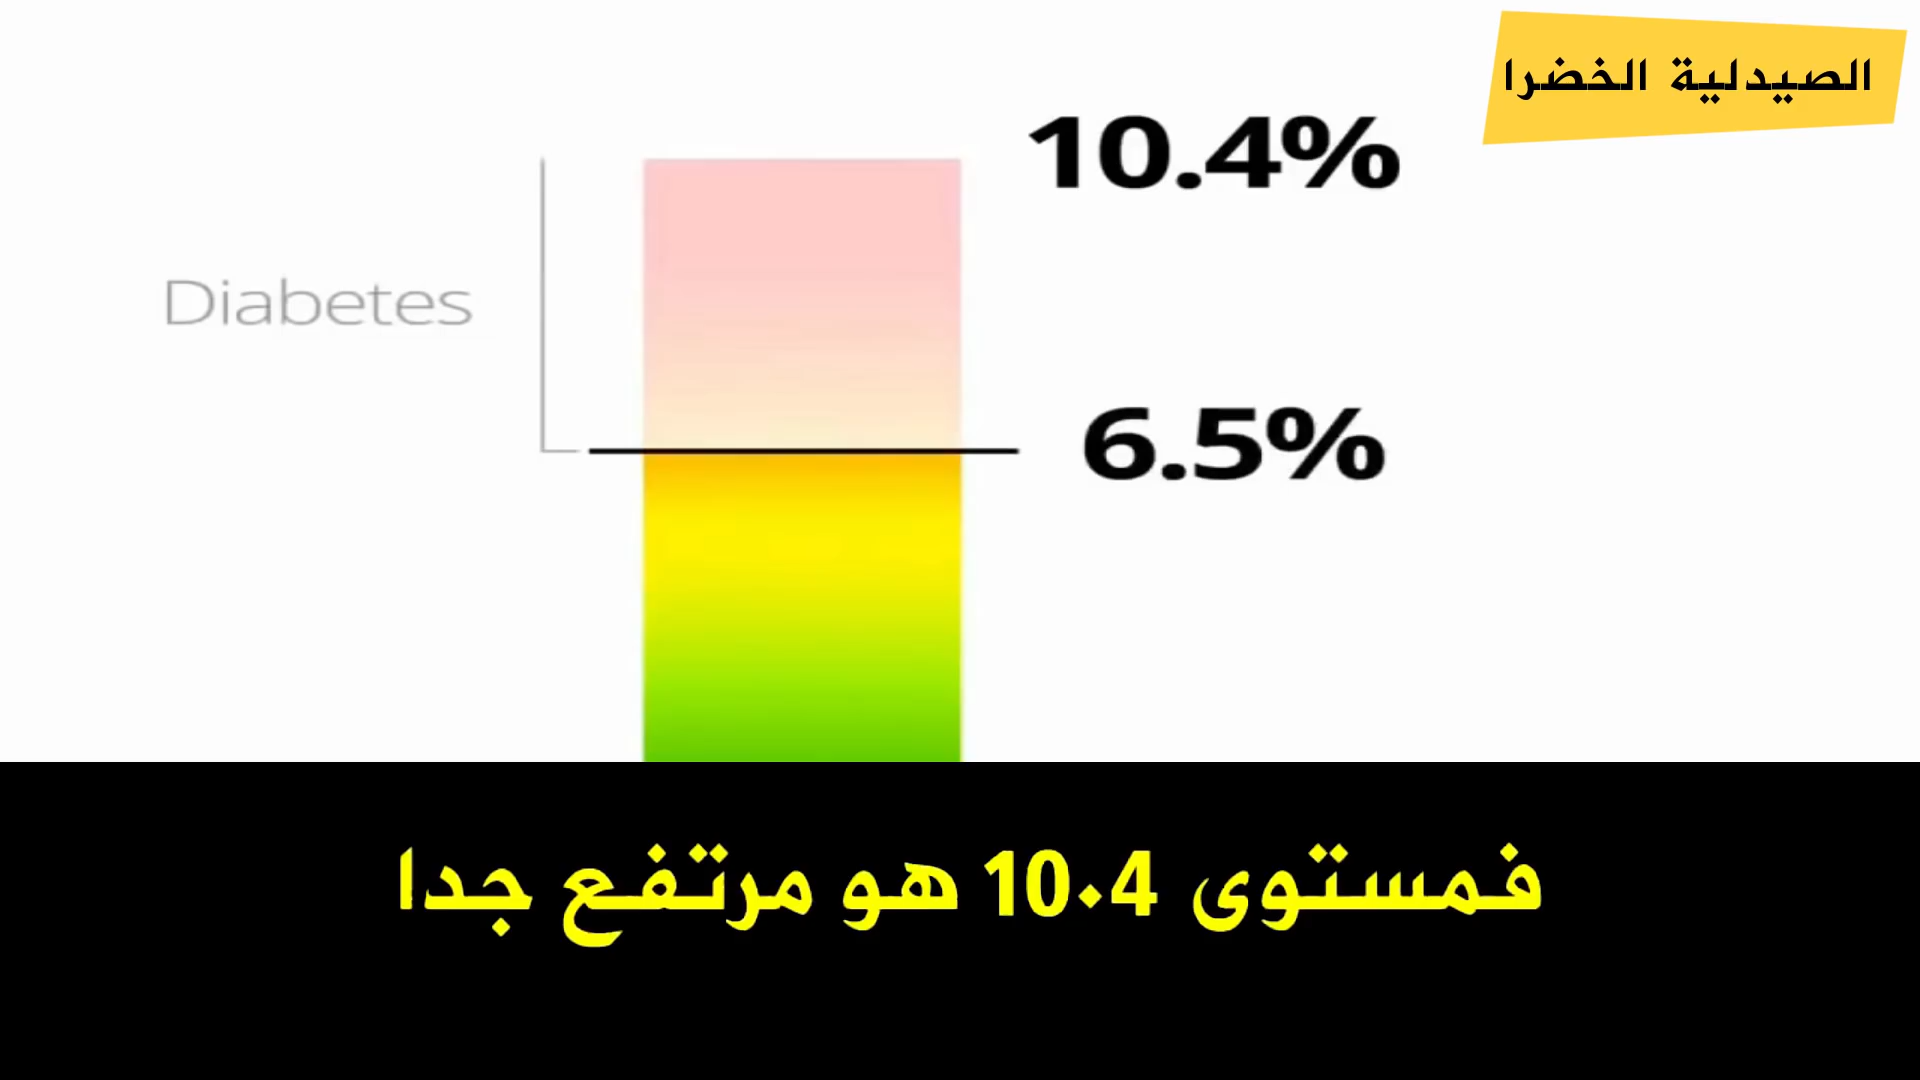 الصيدلية الخضرا
10.4%
Diabetes
6.5%
فمستوى 10.4 هو مرتفع جدا